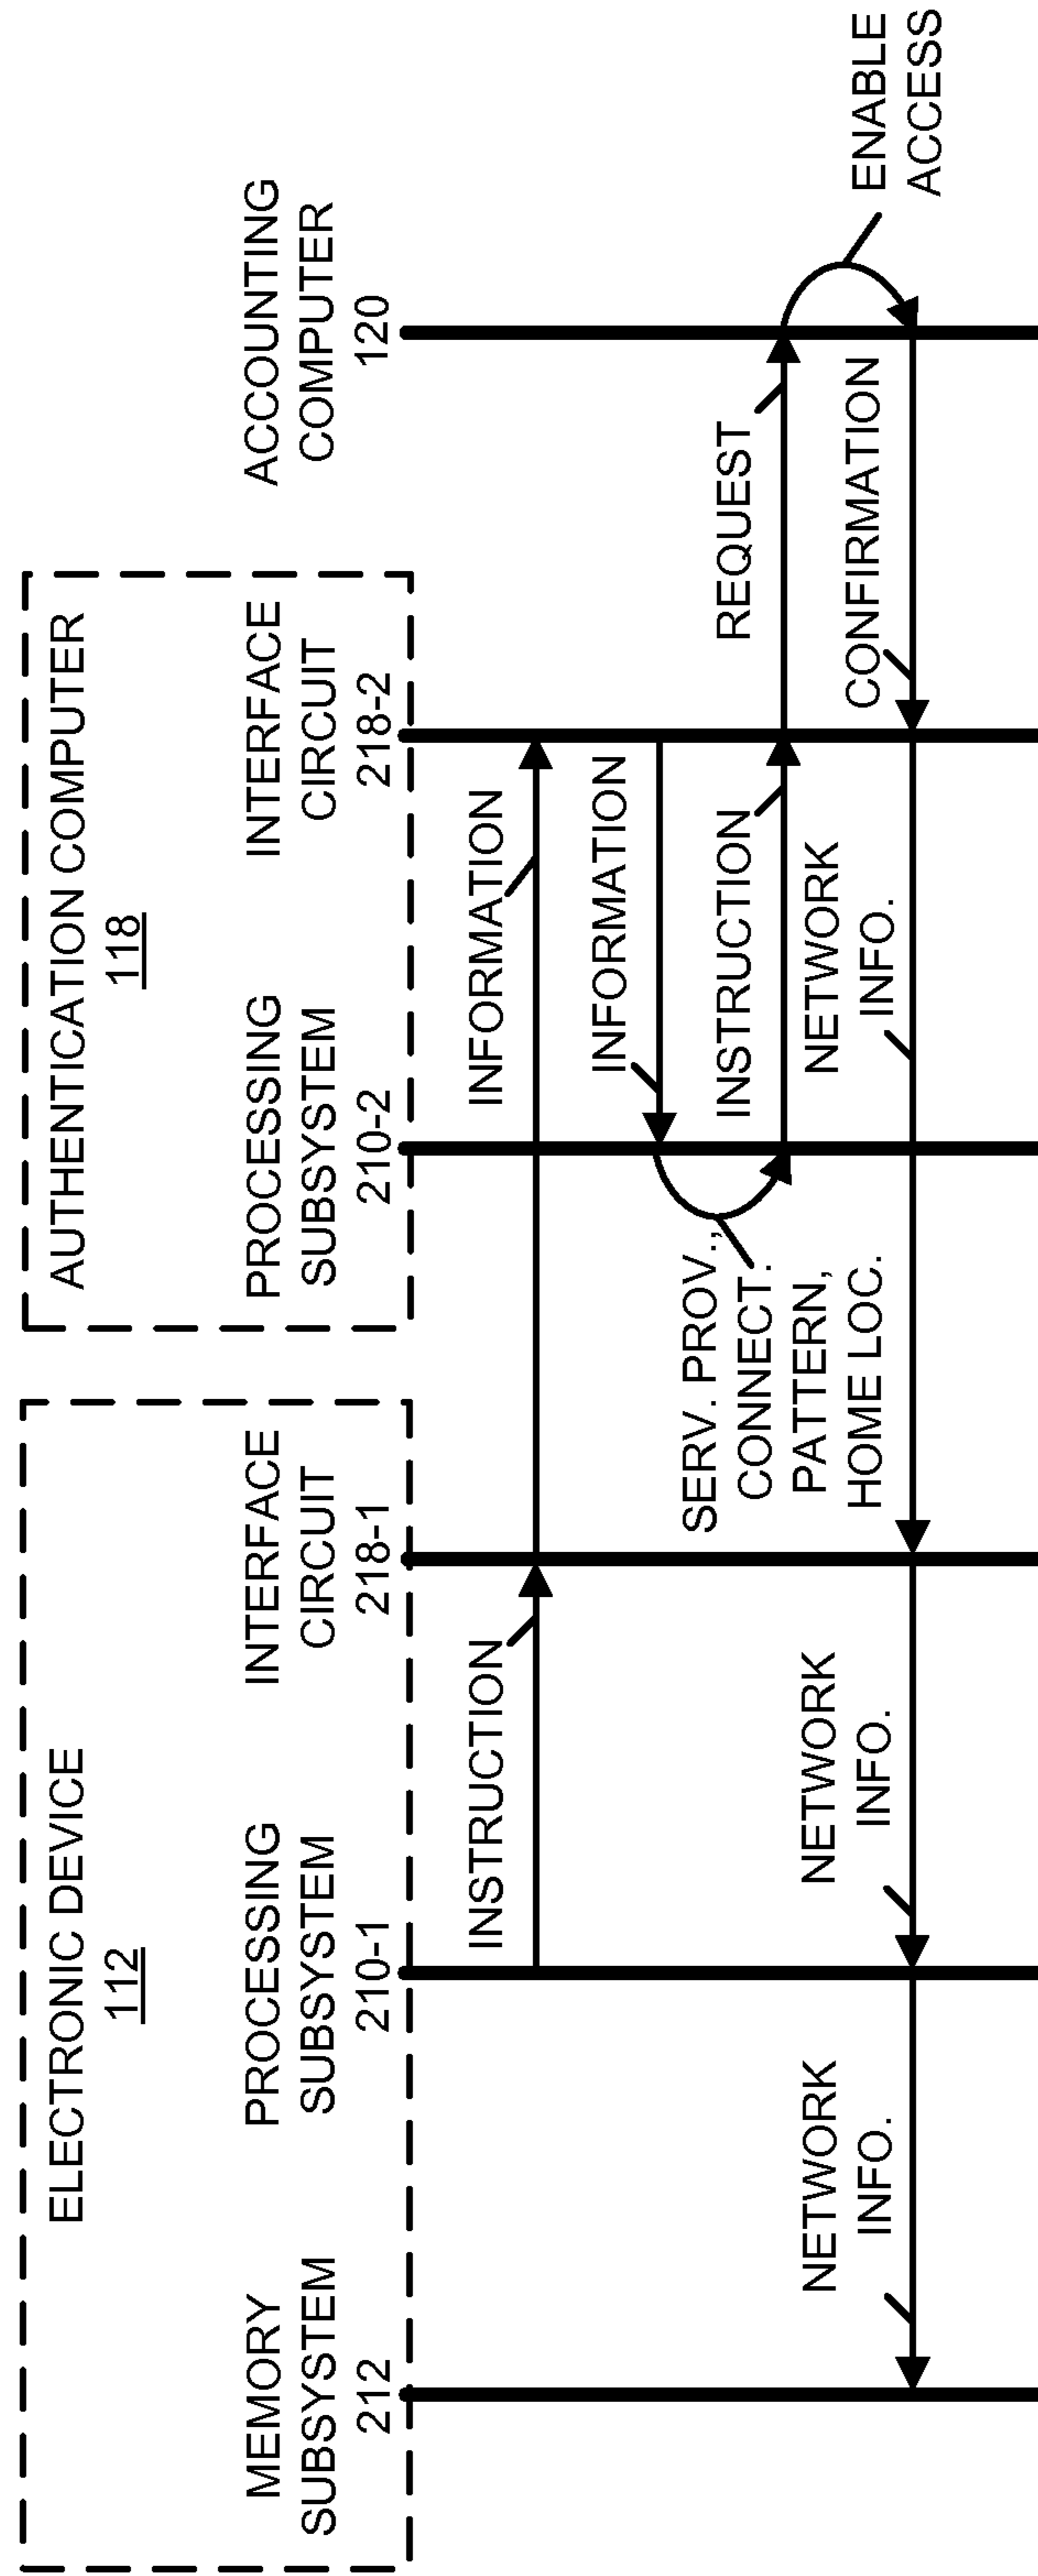 ELECTRONIC DEVICE
112
AUTHENTICATION COMPUTER
118
MEMORY
SUBSYSTEM
212
PROCESSING
SUBSYSTEM
210-1
INTERFACE
CIRCUIT
218-1
PROCESSING
SUBSYSTEM
210-2
INTERFACE
CIRCUIT
218-2
ACCOUNTING
COMPUTER
120
INSTRUCTION
INFORMATION
INFORMATION
SERV. PROV.,
CONNECT.
PATTERN,
HOME LOC.
INSTRUCTION
REQUEST
ENABLE
ACCESS
CONFIRMATION
NETWORK
INFO.
NETWORK
INFO.
NETWORK
INFO.